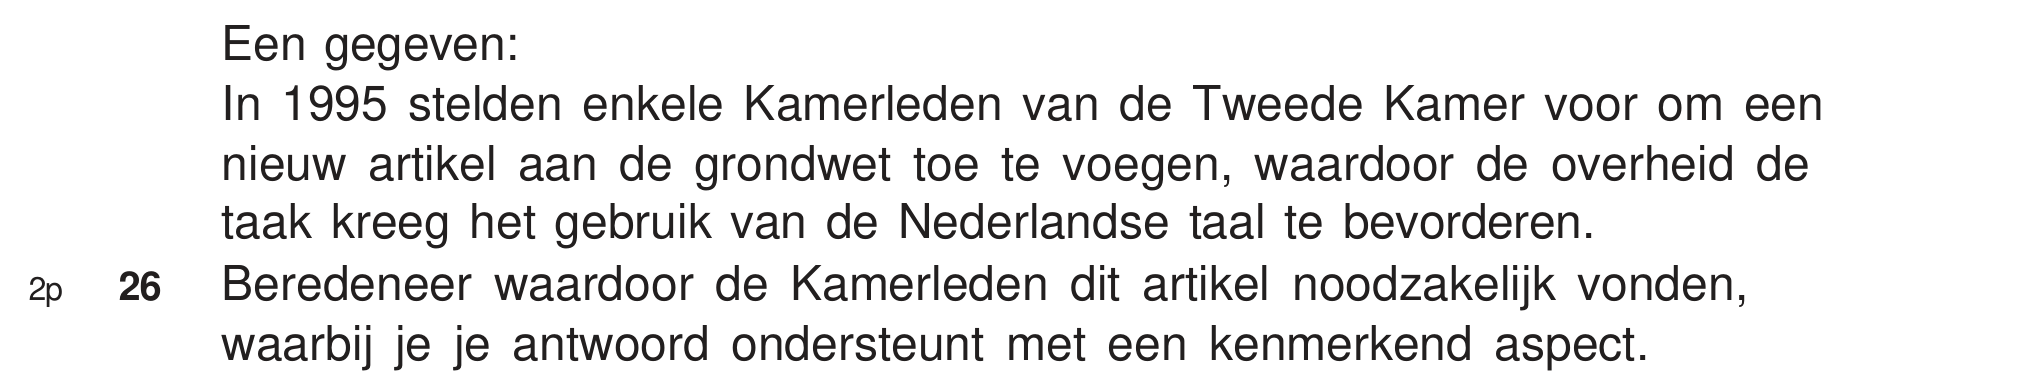 Een gegeven:
In 1995 stelden enkele Kamerleden van de Tweede Kamer voor om een
nieuw artikel aan de grondwet toe te voegen, waardoor de overheid de
taak kreeg het gebruik van de Nederlandse taal te bevorderen.
2p 26 Beredeneer waardoor de Kamerleden dit artikel noodzakelijk vonden,
waarbij je je antwoord ondersteunt met een kenmerkend aspect.